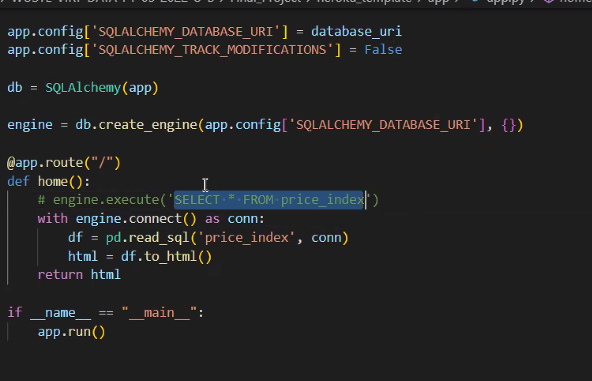 app.config['SQLALCHEMY_DATABASE_URI'] = database_uri
app.config['SQLALCHEMY_TRACK_MODIFICATIONS'] = False
db = SQLAlchemy(app)
engine = db.create_engine(app.config['SQLALCHEMY_DATABASE_URI'], {})
@app.route("/")
def home():
    # engine.execute('SELECT * FROM price_index')
    with engine.connect() as conn:
        df = pd.read_sql('price_index', conn)
        html = df.to_html()
    return html
if __name__ == "__main__":
    app.run()